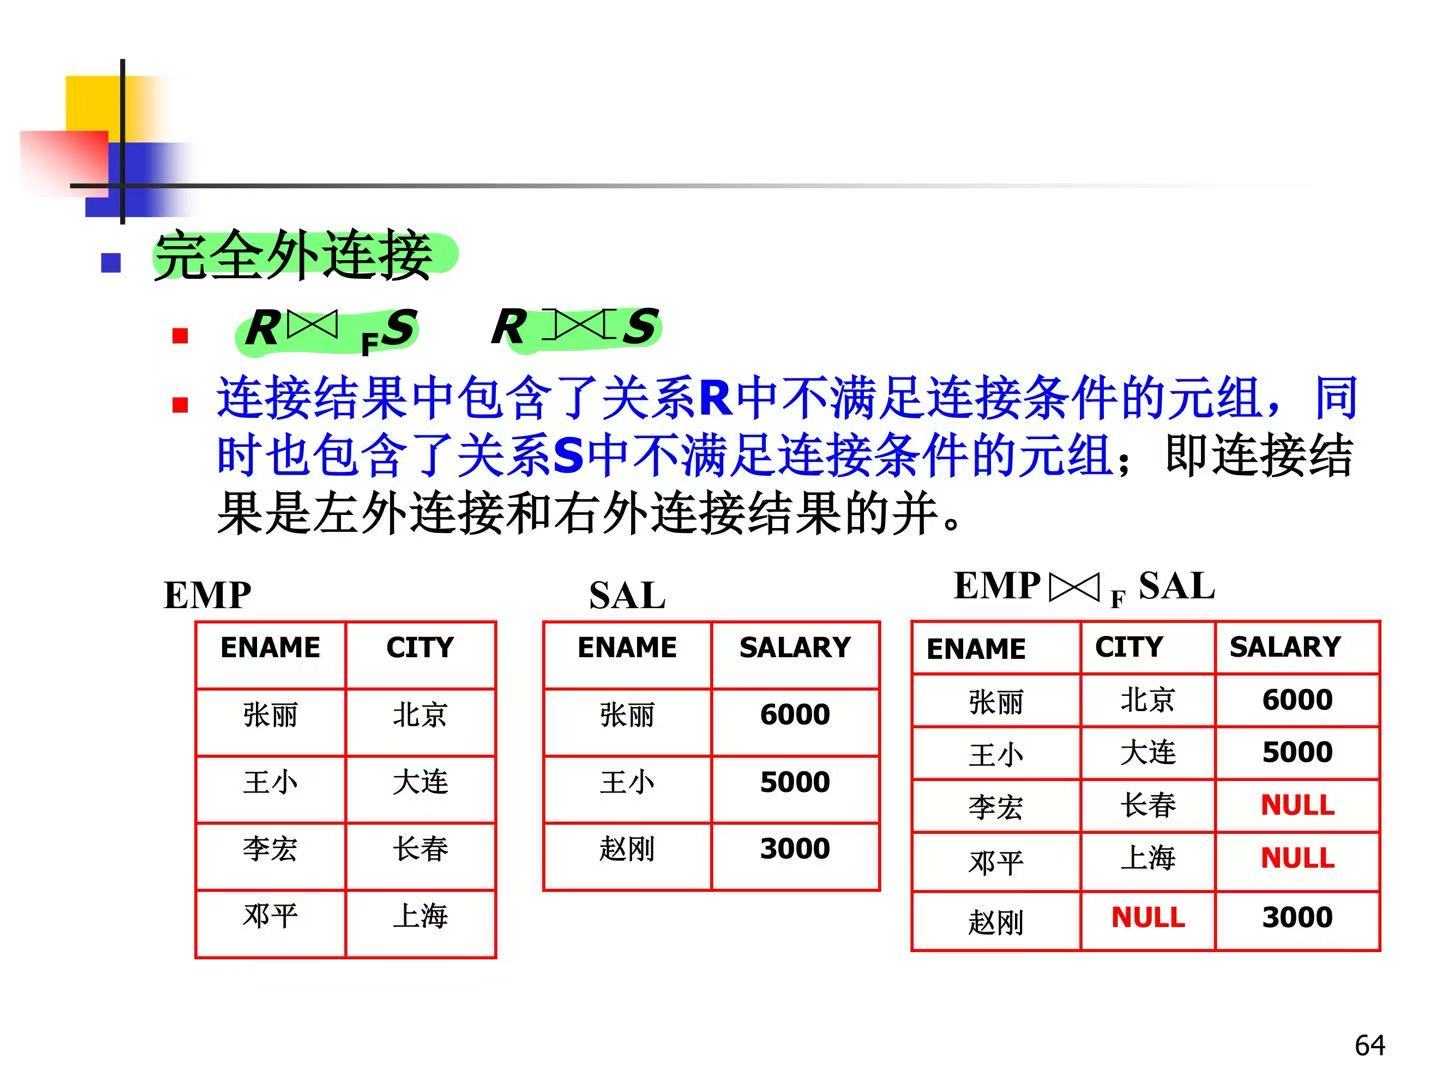 完全外连接
R⋈FS R⟗S
连接结果中包含了关系R中不满足连接条件的元组，同
时也包含了关系S中不满足连接条件的元组；即连接结
果是左外连接和右外连接结果的并。
EMP
ENAME CITY
张丽 北京
王小 大连
李宏 长春
邓平 上海
SAL
ENAME SALARY
张丽 6000
王小 5000
赵刚 3000
EMP⋈F SAL
ENAME CITY SALARY
张丽 北京 6000
王小 大连 5000
李宏 长春 NULL
邓平 上海 NULL
赵刚 NULL 3000
64